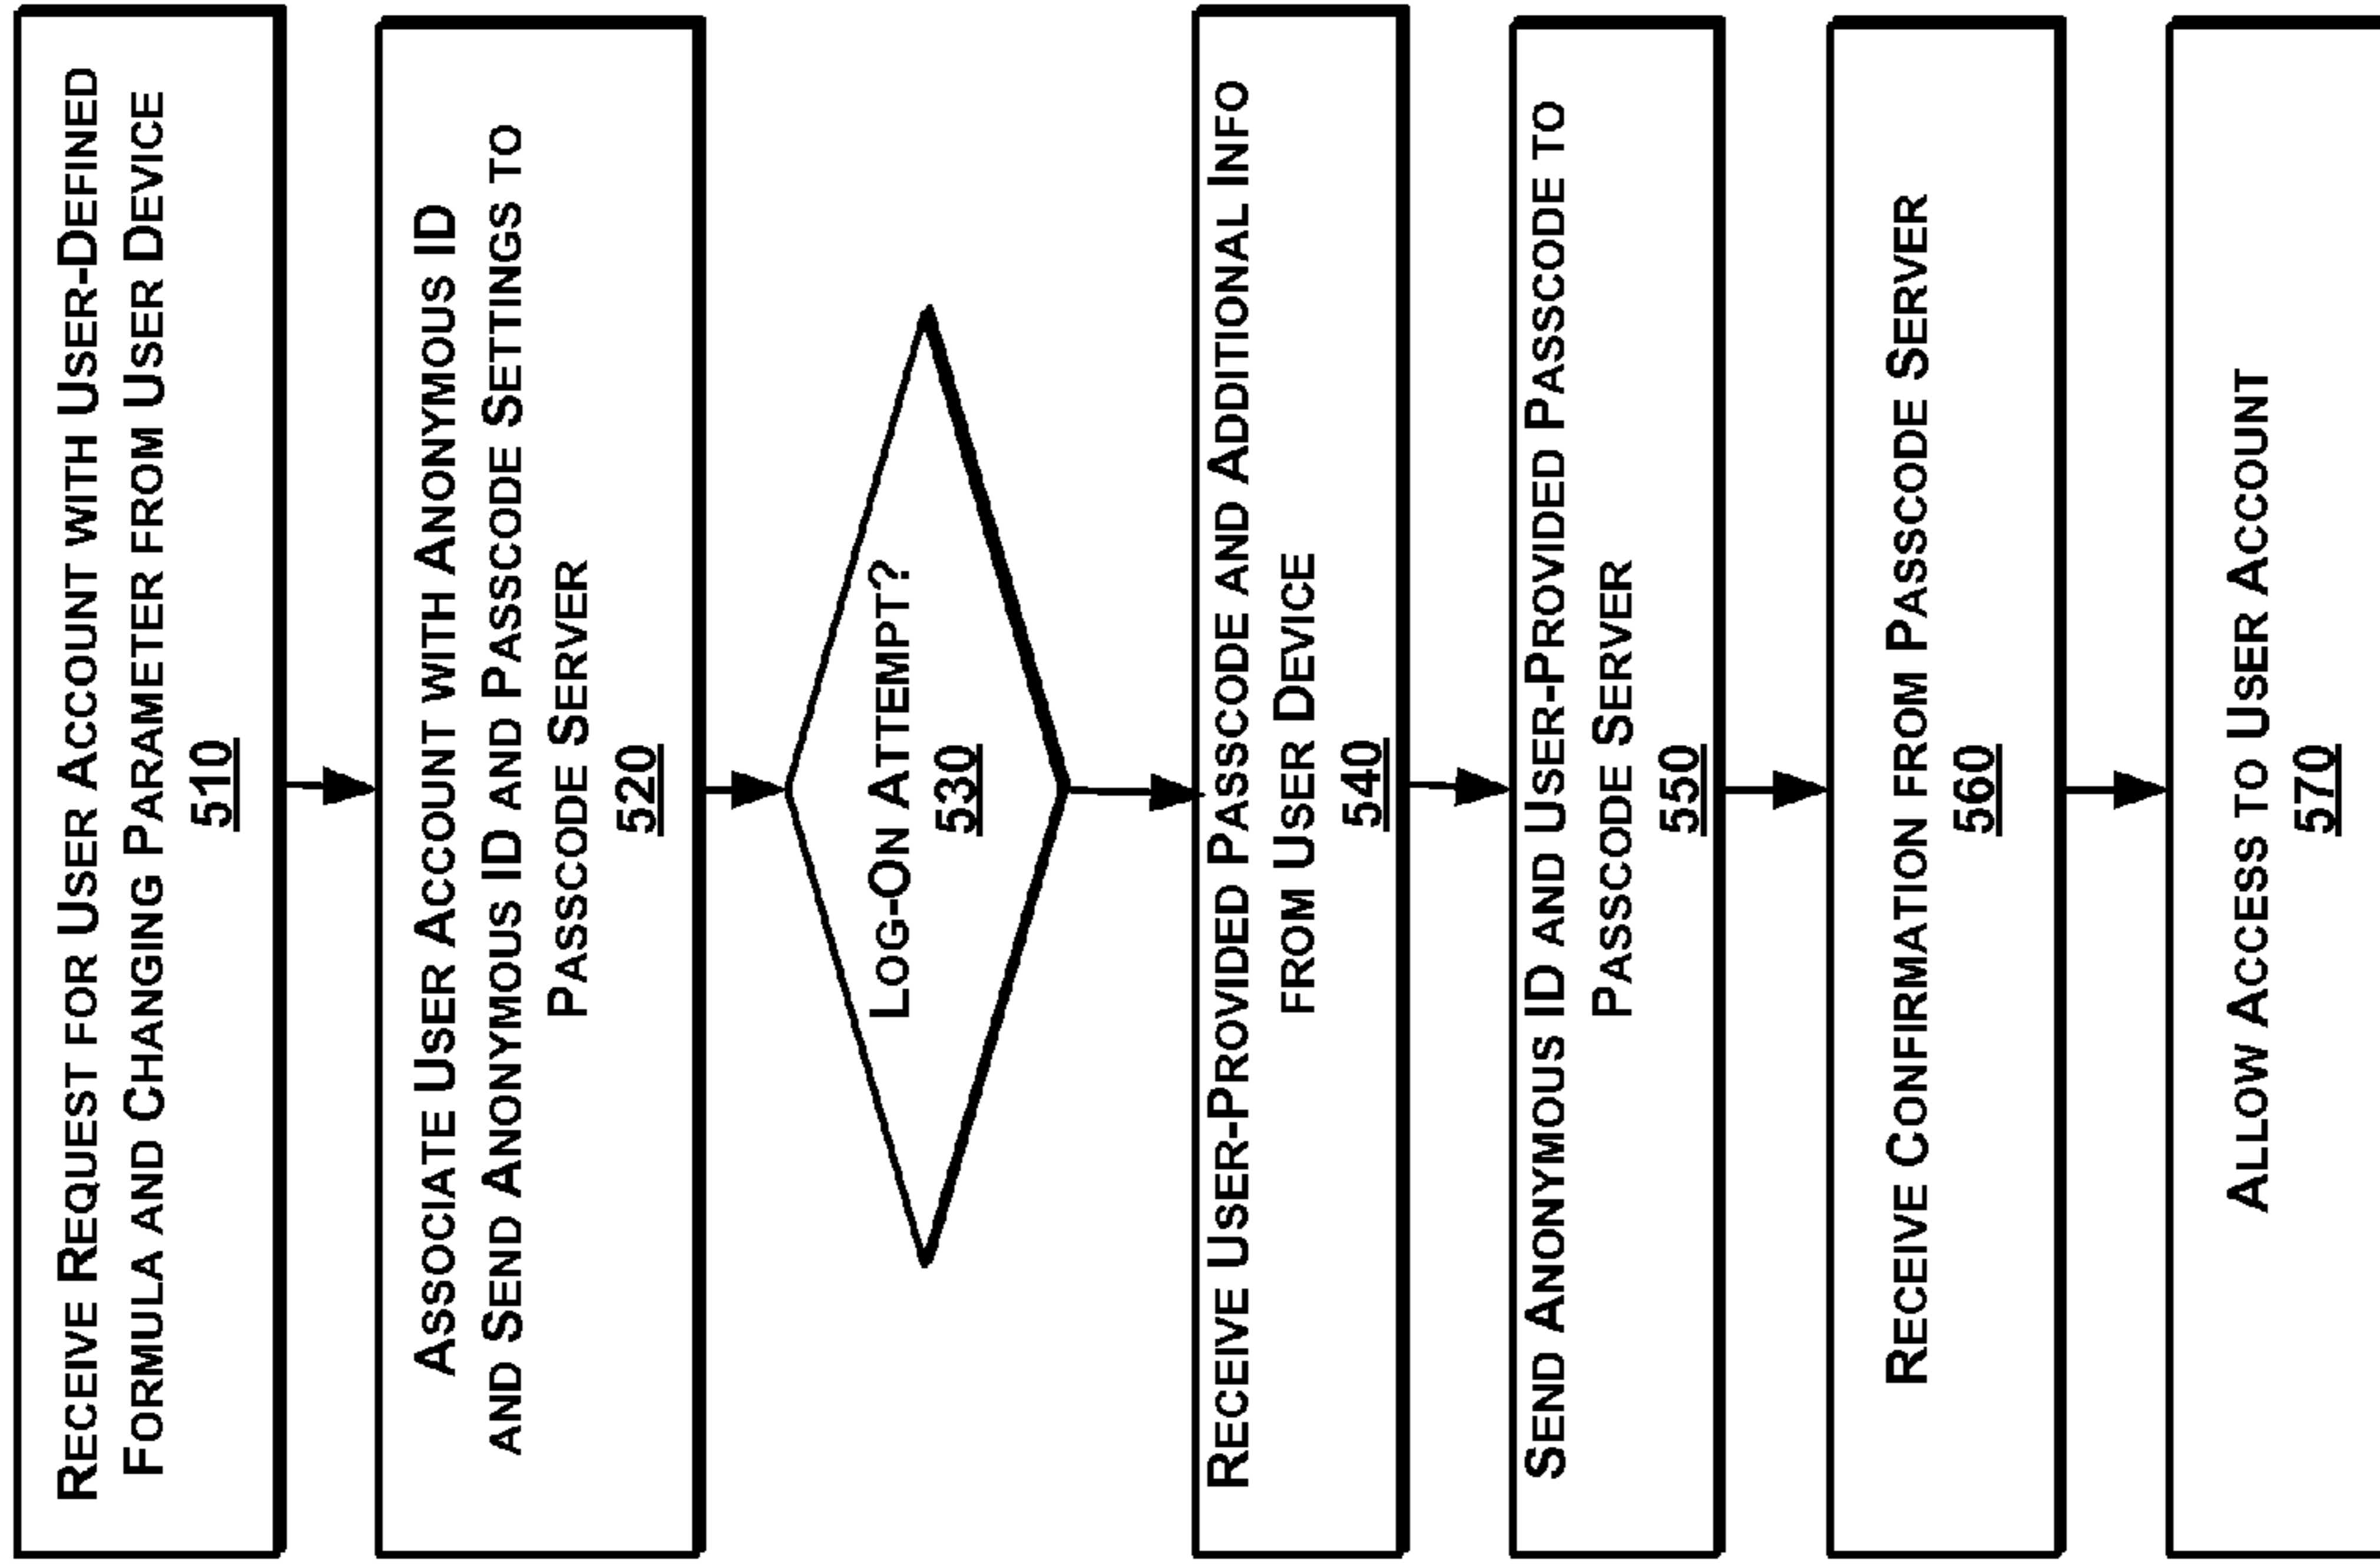 RECEIVE REQUEST FOR USER ACCOUNT WITH USER-DEFINED
FORMULA AND CHANGING PARAMETER FROM USER DEVICE
510
ASSOCIATE USER ACCOUNT WITH ANONYMOUS ID
AND SEND ANONYMOUS ID AND PASSCODE SETTINGS TO
PASSCODE SERVER
520
LOG-ON ATTEMPT?
530
RECEIVE USER-PROVIDED PASSCODE AND ADDITIONAL INFO
FROM USER DEVICE
540
SEND ANONYMOUS ID AND USER-PROVIDED PASSCODE TO
PASSCODE SERVER
550
RECEIVE CONFIRMATION FROM PASSCODE SERVER
560
ALLOW ACCESS TO USER ACCOUNT
570